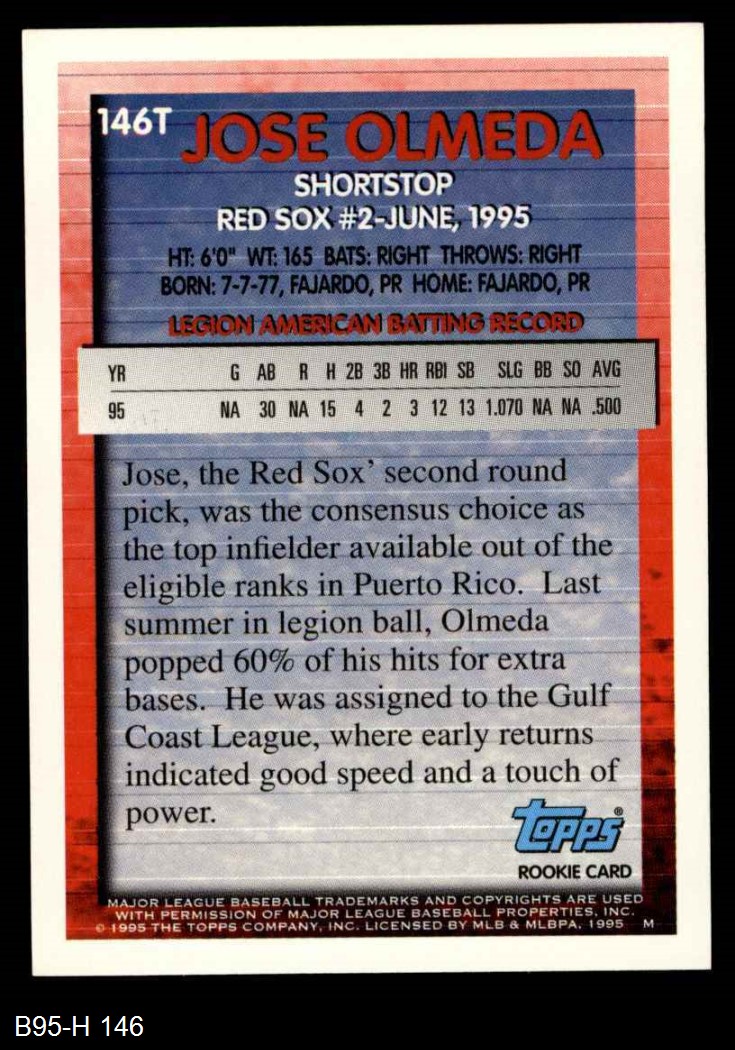 146T JOSE OLMEDA
SHORTSTOP
RED SOX #2-JUNE, 1995
HT: 6'0" WT: 165 BATS: RIGHT THROWS: RIGHT
BORN: 7-7-77, FAJARDO, PR HOME: FAJARDO, PR
LEGION AMERICAN BATTING RECORD
YR G AB R H 2B 3B HR RBI SB SLG BB SO AVG
95 NA 30 NA 15 4 2 3 12 13 1.070 NA NA .500
Jose, the Red Sox’ second round
pick, was the consensus choice as
the top infielder available out of the
eligible ranks in Puerto Rico. Last
summer in legion ball, Olmeda
popped 60% of his hits for extra
bases. He was assigned to the Gulf
Coast League, where early returns
indicated good speed and a touch of
power.
Topps®
ROOKIE CARD
MAJOR LEAGUE BASEBALL TRADEMARKS AND COPYRIGHTS ARE USED
WITH PERMISSION OF MAJOR LEAGUE BASEBALL PROPERTIES, INC.
© 1995 THE TOPPS COMPANY, INC. LICENSED BY MLB & MLBPA, 1995 M
B95-H 146